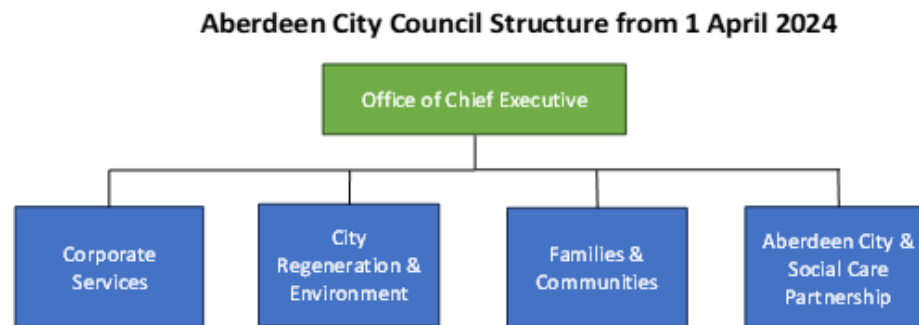 Aberdeen City Council Structure from 1 April 2024
Office of Chief Executive
Corporate
Services
City
Regeneration &
Environment
Families &
Communities
Aberdeen City &
Social Care
Partnership